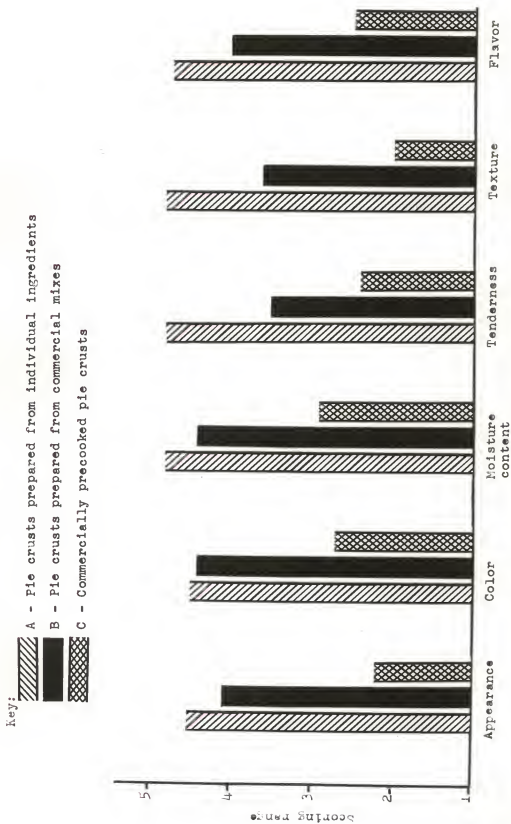 Key:
A - Pie crusts prepared from individual ingredients
B - Pie crusts prepared from commercial mixes
C - Commercially precooked pie crusts
Scoring range
5
4
3
2
1
Appearance
Color
Moisture
content
Tenderness
Texture
Flavor